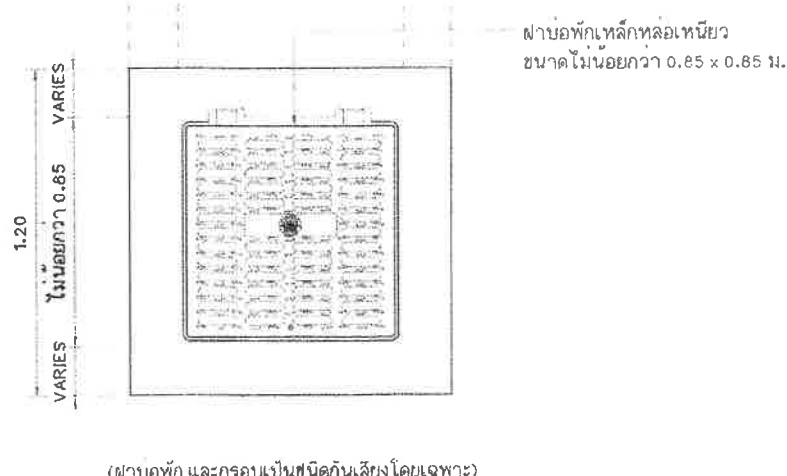 ฝาบ่อพักเหล็กหล่อเหนียว
ขนาดไม่น้อยกว่า 0.85 x 0.85 ม.
VARIES
1.20
ไม่น้อยกว่า 0.85
VARIES
(ฝาบ่อพัก และกรอบเป็นชนิดกันเสียงโดยเฉพาะ)